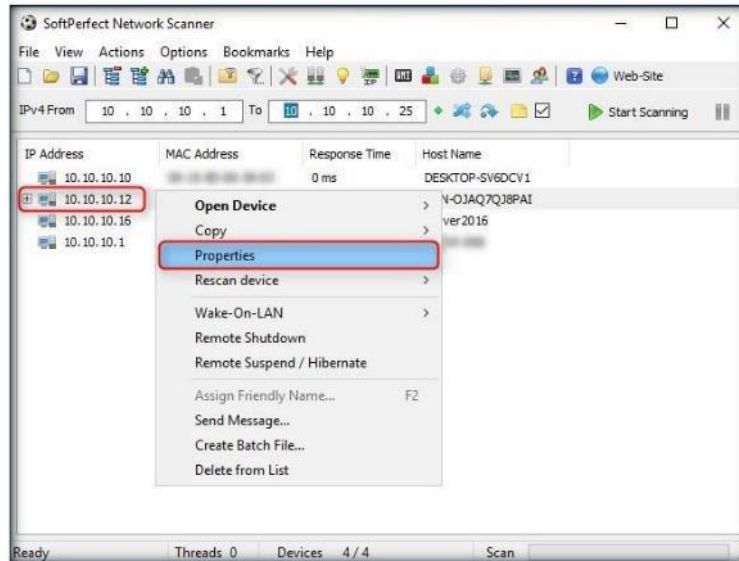 SoftPerfect Network Scanner
File View Actions Options Bookmarks Help
Web-Site
IPv4 From 10 . 10 . 10 . 1 To 10 . 10 . 10 . 25 Start Scanning
IP Address MAC Address Response Time Host Name
10.10.10.10 0 ms DESKTOP-SV6DCV1
10.10.10.12 N-OJAQ7QJ8PAI
10.10.10.16 ver2016
10.10.10.1
Open Device
Copy
Properties
Rescan device
Wake-On-LAN
Remote Shutdown
Remote Suspend / Hibernate
Assign Friendly Name... F2
Send Message...
Create Batch File...
Delete from List
Ready Threads 0 Devices 4 / 4 Scan